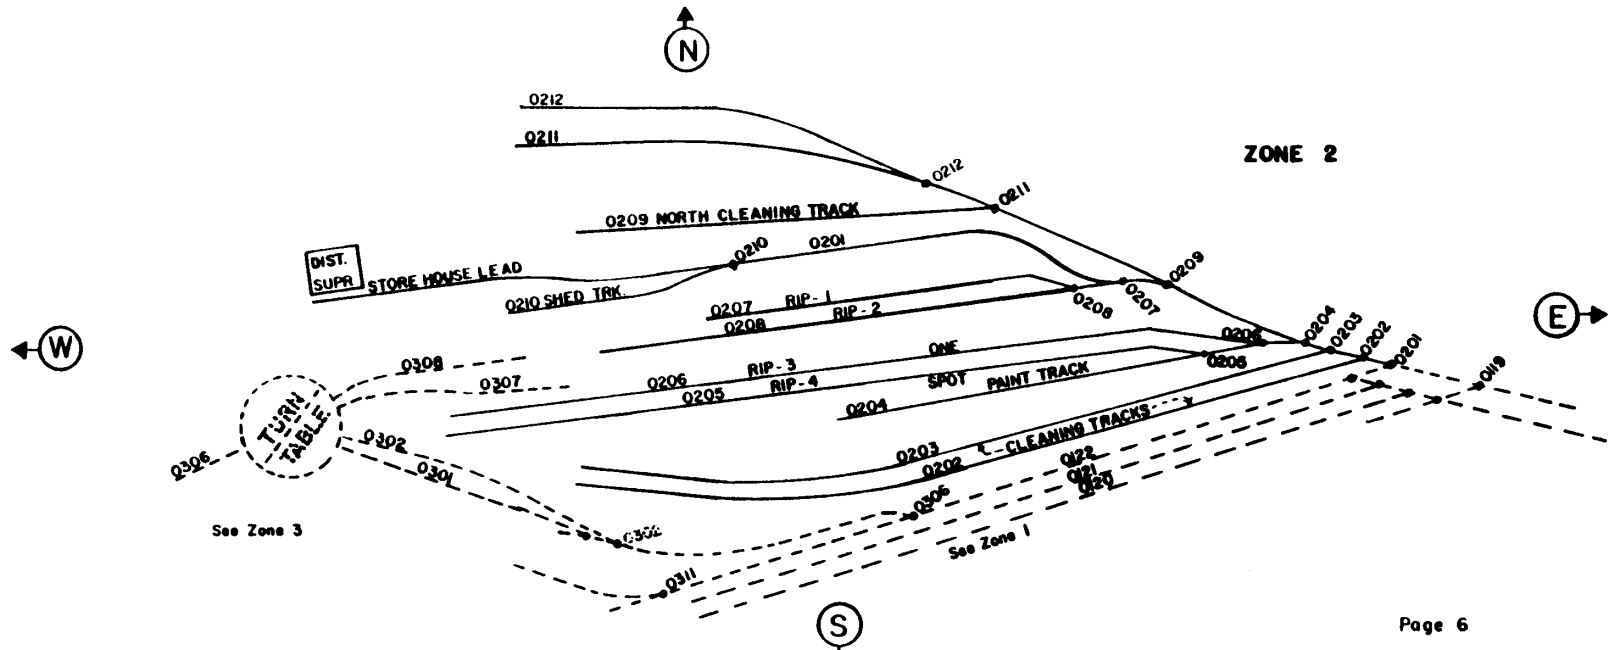 N
0212
0211
ZONE 2
0212
0211
0209 NORTH CLEANING TRACK
0210
0201
0209
DIST.
SUPR
STORE HOUSE LEAD
0210 SHED TRK.
0207 RIP-1
0208 RIP-2
0208
0207
E
W
0204
0203
0202
0201
0119
0206
0205
0308
0307
0206 RIP-3 ONE
0205 RIP-4 SPOT
0204 PAINT TRACK
TURN
TABLE
0306
0302
0301
0203
0202
CLEANING TRACKS
0122
0121
0120
0306
0302
0311
See Zone 3
See Zone 1
S
Page 6